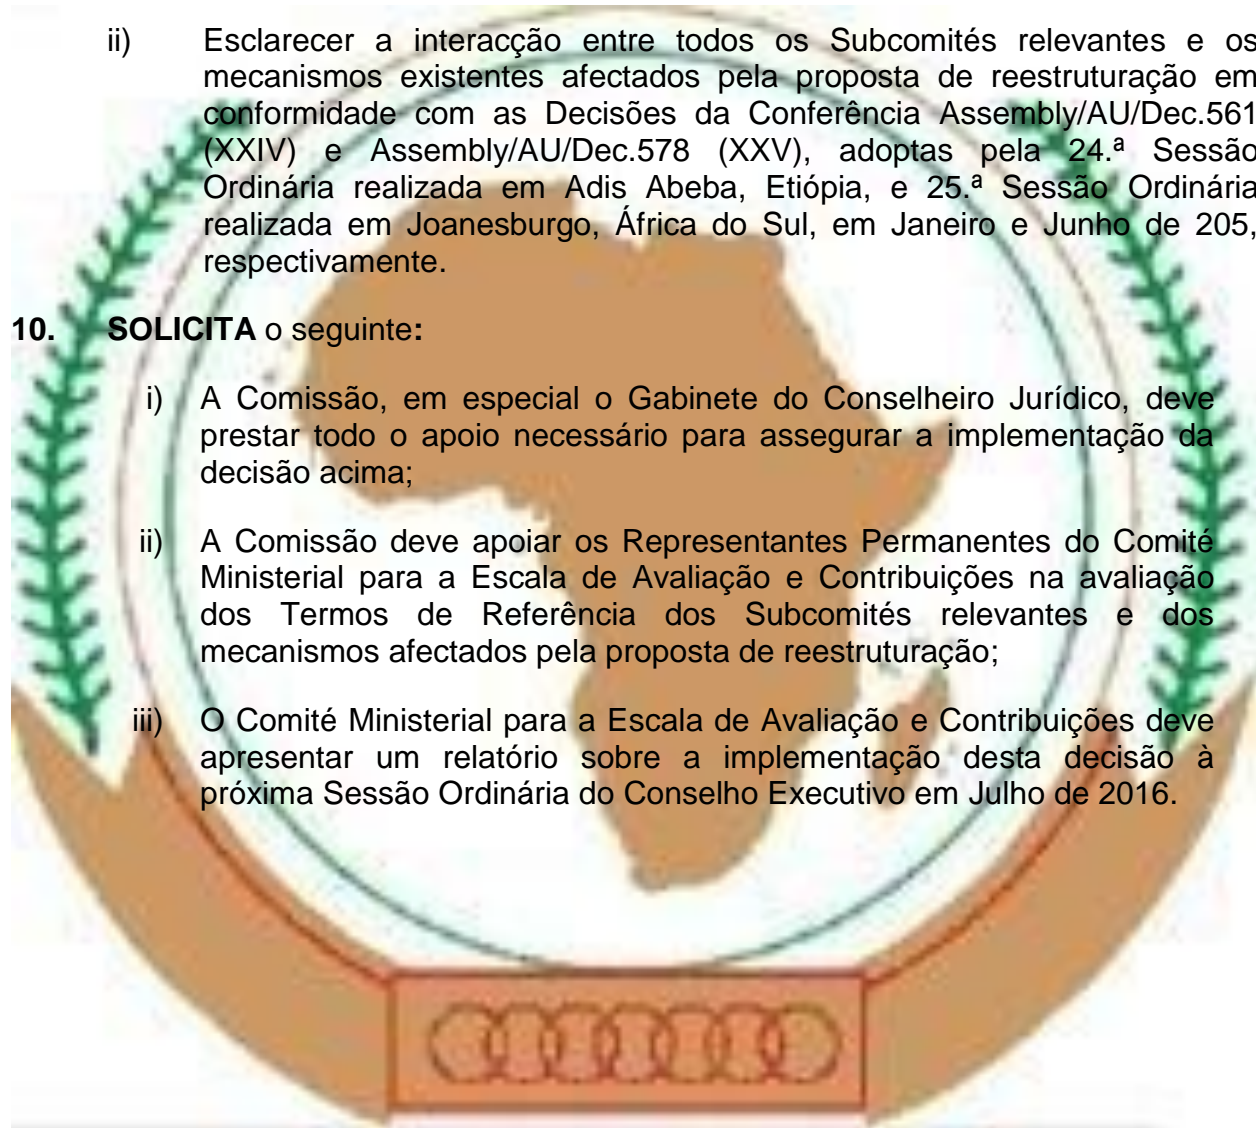 ii) Esclarecer a interacção entre todos os Subcomités relevantes e os
mecanismos existentes afectados pela proposta de reestruturação em
conformidade com as Decisões da Conferência Assembly/AU/Dec.561
(XXIV) e Assembly/AU/Dec.578 (XXV), adoptas pela 24.ª Sessão
Ordinária realizada em Adis Abeba, Etiópia, e 25.ª Sessão Ordinária
realizada em Joanesburgo, África do Sul, em Janeiro e Junho de 205,
respectivamente.
10. SOLICITA o seguinte:
i) A Comissão, em especial o Gabinete do Conselheiro Jurídico, deve
prestar todo o apoio necessário para assegurar a implementação da
decisão acima;
ii) A Comissão deve apoiar os Representantes Permanentes do Comité
Ministerial para a Escala de Avaliação e Contribuições na avaliação
dos Termos de Referência dos Subcomités relevantes e dos
mecanismos afectados pela proposta de reestruturação;
iii) O Comité Ministerial para a Escala de Avaliação e Contribuições deve
apresentar um relatório sobre a implementação desta decisão à
próxima Sessão Ordinária do Conselho Executivo em Julho de 2016.